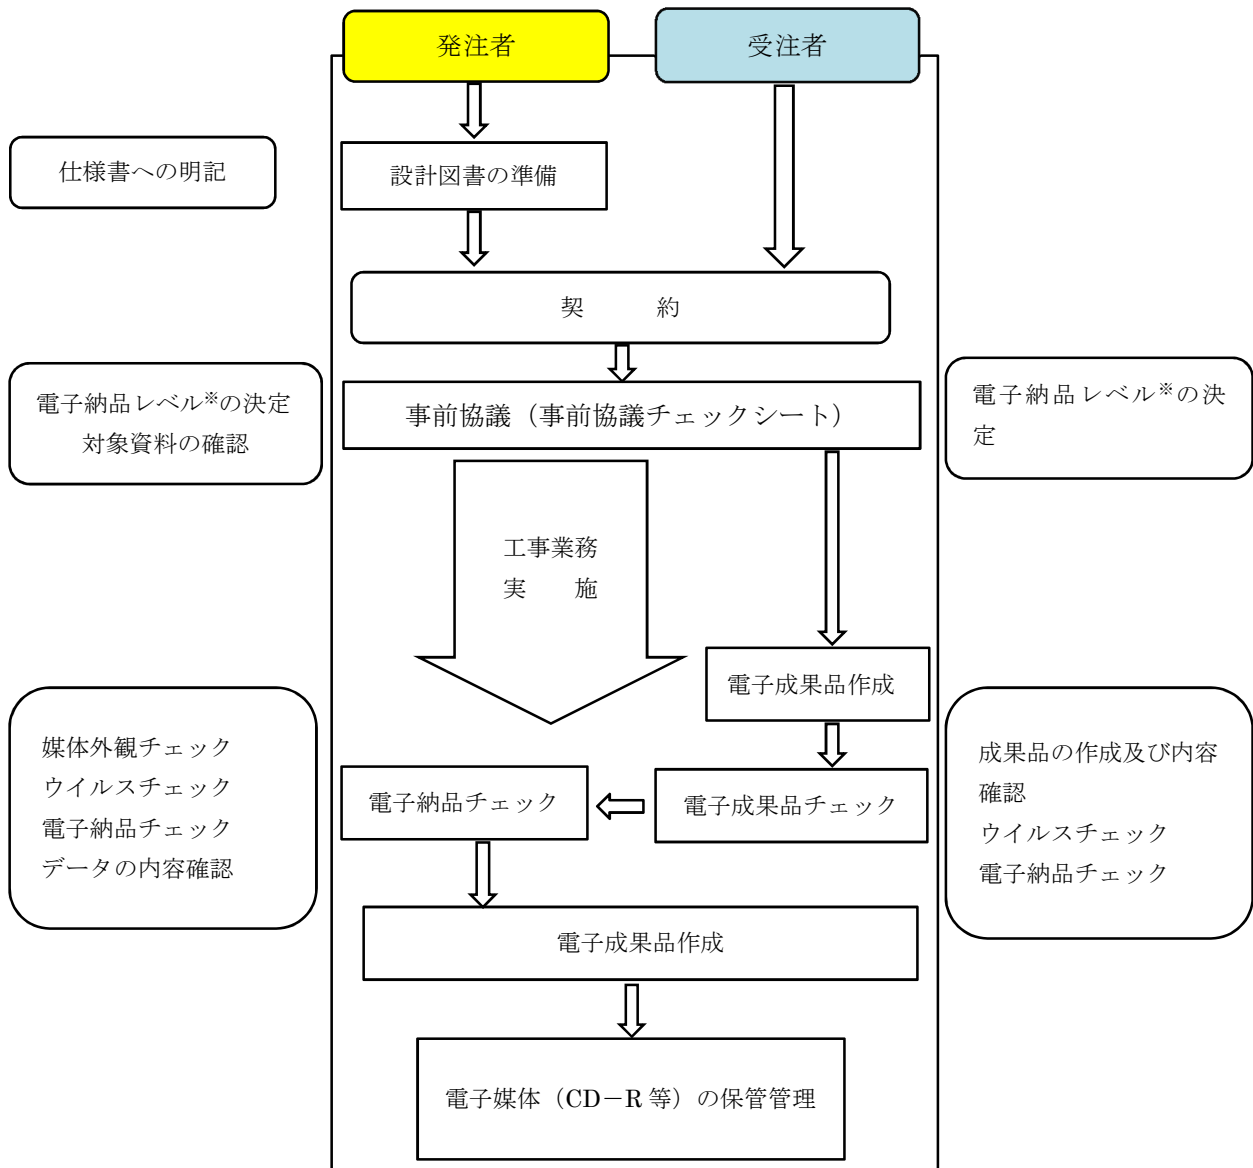 発注者
受注者
仕様書への明記
設計図書の準備
契　　約
電子納品レベル※の決定
対象資料の確認
事前協議（事前協議チェックシート）
電子納品レベル※の決
定
工事業務
実　　施
電子成果品作成
媒体外観チェック
ウイルスチェック
電子納品チェック
データの内容確認
電子納品チェック
電子成果品チェック
成果品の作成及び内容
確認
ウイルスチェック
電子納品チェック
電子成果品作成
電子媒体（CD－R 等）の保管管理